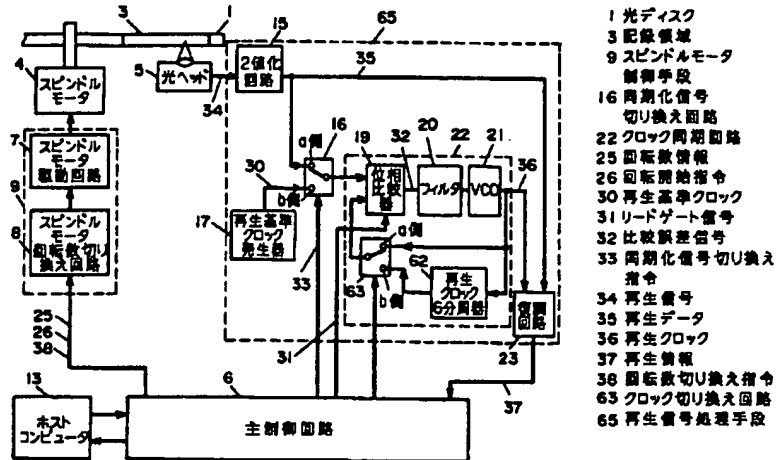 3
1
15
65
2値化
回路
35
4
スピンドル
モータ
5
光ヘッド
34
a側
16
19
32
20
22
21
36
7
スピンドル
モータ
駆動回路
30
位相
比較器
フィルタ
VCO
b側
9
17
再生基準
クロック
発生器
a側
8
スピンドル
モータ
回転数切り
換え回路
33
62
再生
クロック
6分周器
63
b側
復調
回路
23
25
26
38
31
37
13
ホスト
コンピュータ
6
主制御回路
1 光ディスク
3 記録領域
9 スピンドルモータ
制御手段
16 同期化信号
切り換え回路
22 クロック同期回路
25 回転数情報
26 回転開始指令
30 再生基準クロック
31 リードゲート信号
32 比較誤差信号
33 同期化信号切り換え
指令
34 再生信号
35 再生データ
36 再生クロック
37 再生情報
38 回転数切り換え指令
63 クロック切り換え回路
65 再生信号処理手段